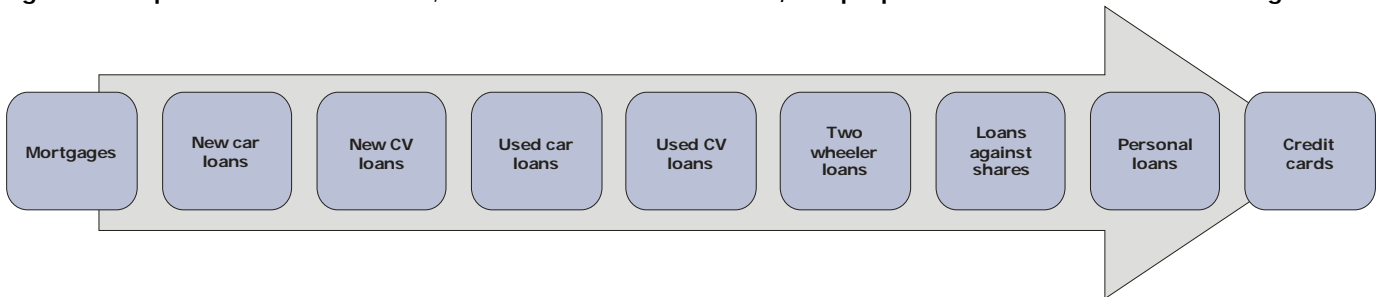 Mortgages
New car
loans
New CV
loans
Used car
loans
Used CV
loans
Two
wheeler
loans
Loans
against
shares
Personal
loans
Credit
cards